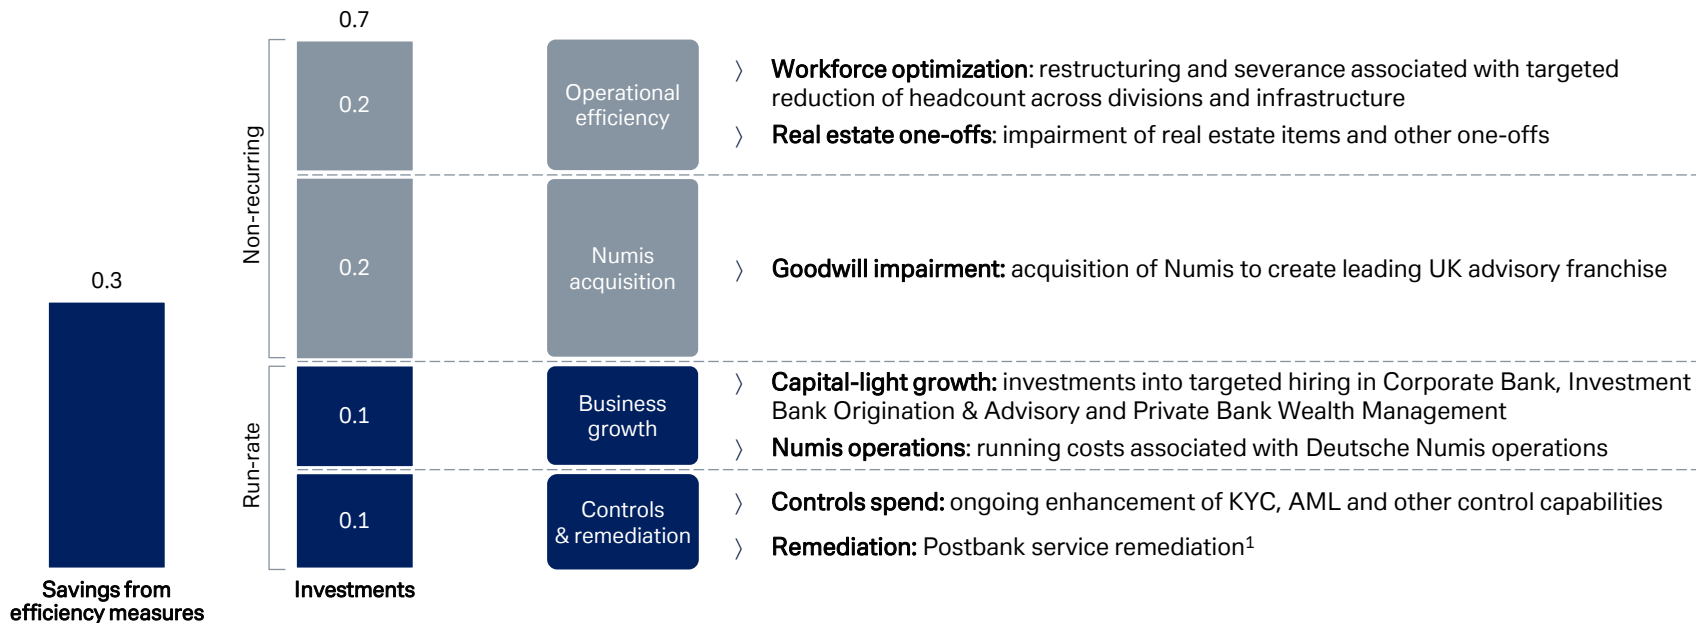 0.7
Non-recurring
0.2
Operational
efficiency
〉 Workforce optimization: restructuring and severance associated with targeted
reduction of headcount across divisions and infrastructure
〉 Real estate one-offs: impairment of real estate items and other one-offs
0.2
Numis
acquisition
〉 Goodwill impairment: acquisition of Numis to create leading UK advisory franchise
0.3
Run-rate
0.1
Business
growth
〉 Capital-light growth: investments into targeted hiring in Corporate Bank, Investment
Bank Origination & Advisory and Private Bank Wealth Management
〉 Numis operations: running costs associated with Deutsche Numis operations
0.1
Controls
& remediation
〉 Controls spend: ongoing enhancement of KYC, AML and other control capabilities
〉 Remediation: Postbank service remediation¹
Savings from
efficiency measures
Investments